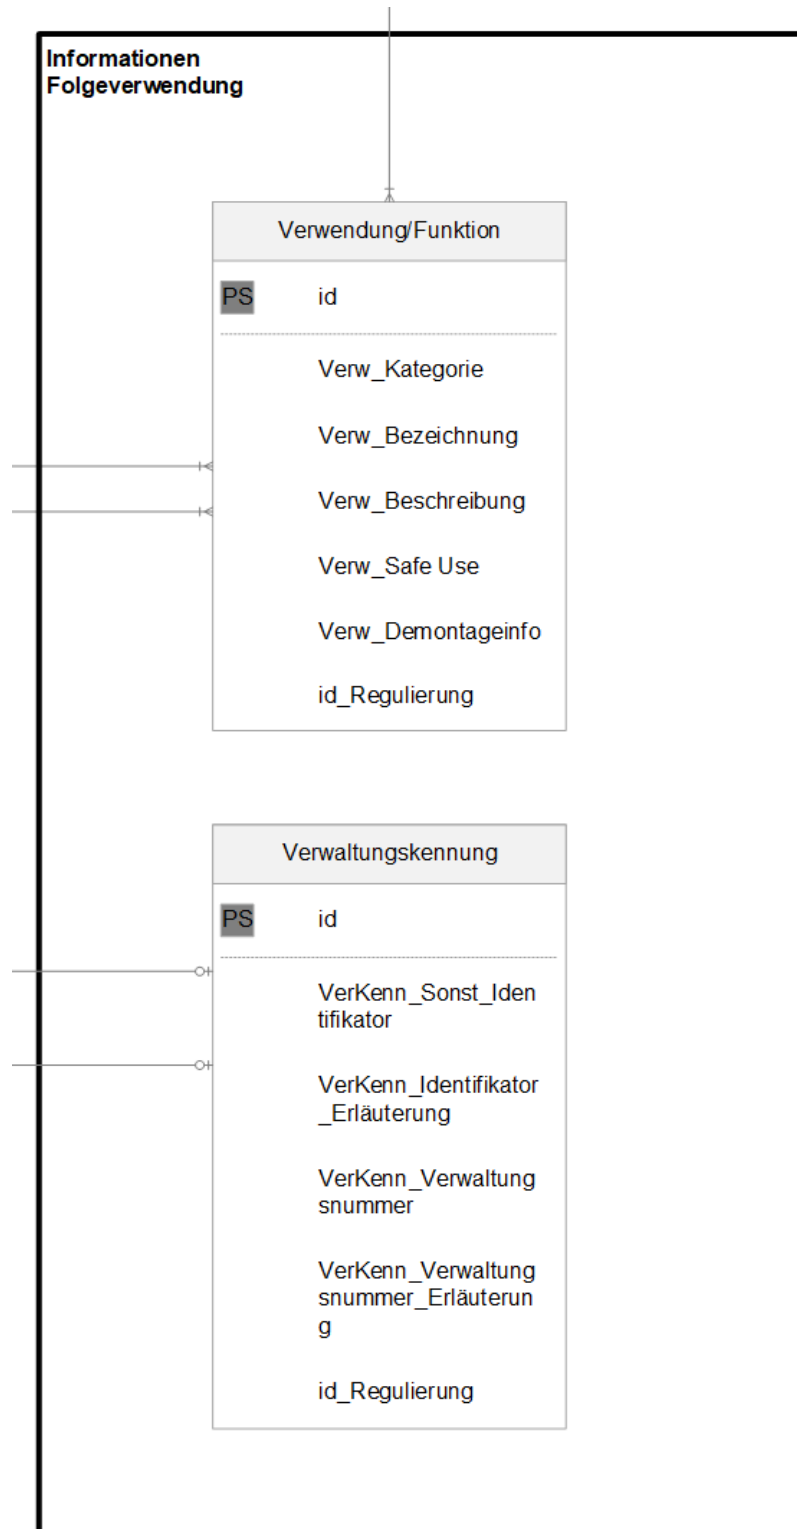 Informationen
Folgeverwendung
Verwendung/Funktion
PS id
Verw_Kategorie
Verw_Bezeichnung
Verw_Beschreibung
Verw_Safe Use
Verw_Demontageinfo
id_Regulierung
Verwaltungskennung
PS id
VerKenn_Sonst_Iden
tifikator
VerKenn_Identifikator
_Erläuterung
VerKenn_Verwaltung
snummer
VerKenn_Verwaltung
snummer_Erläuterun
g
id_Regulierung